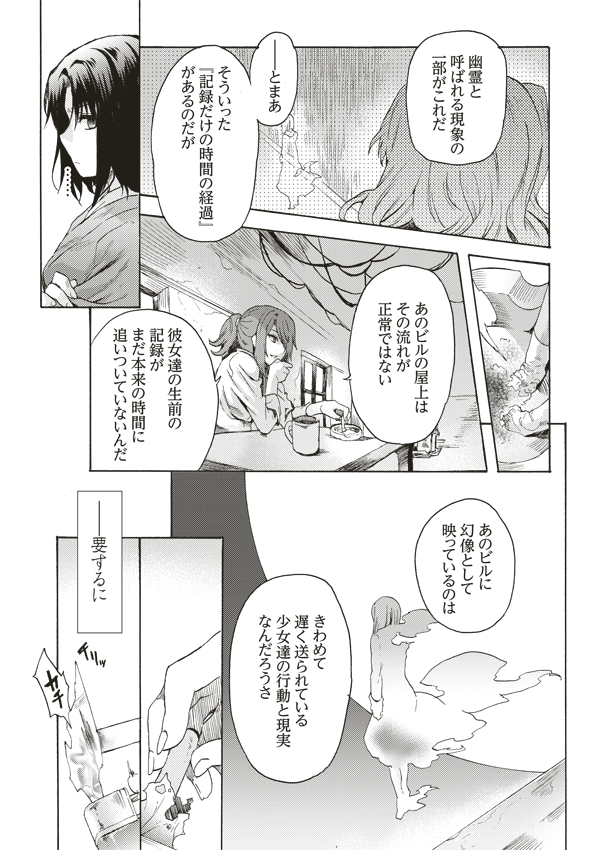 幽霊と
呼ばれる現象の
一部がこれだ
──とまあ
そういった
『記録だけの時間の経過』
があるのだが
……
あのビルの屋上は
その流れが
正常ではない
彼女達の生前の
記録が
まだ本来の時間に
追いついていないんだ
あのビルに
幻像として
映っているのは
きわめて
遅く送られている
少女達の行動と現実
なんだろうさ
──要するに
ヂリッ
カチ